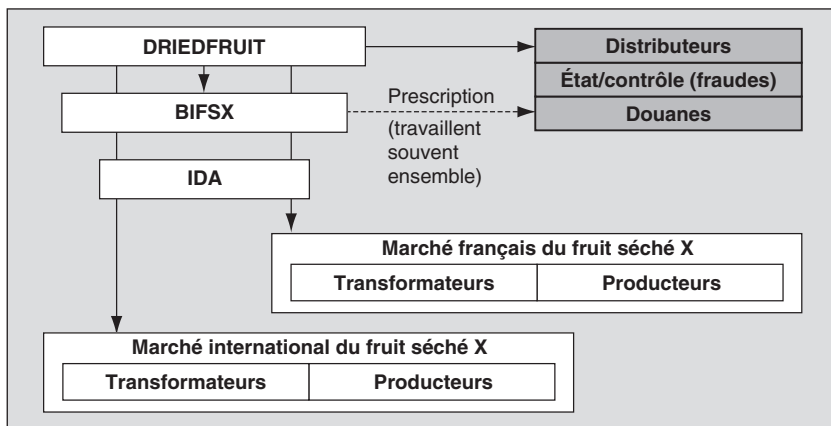 DRIEDFRUIT
Distributeurs
État/contrôle (fraudes)
Douanes
BIFSX
Prescription
(travaillent
souvent
ensemble)
IDA
Marché français du fruit séché X
Transformateurs
Producteurs
Marché international du fruit séché X
Transformateurs
Producteurs